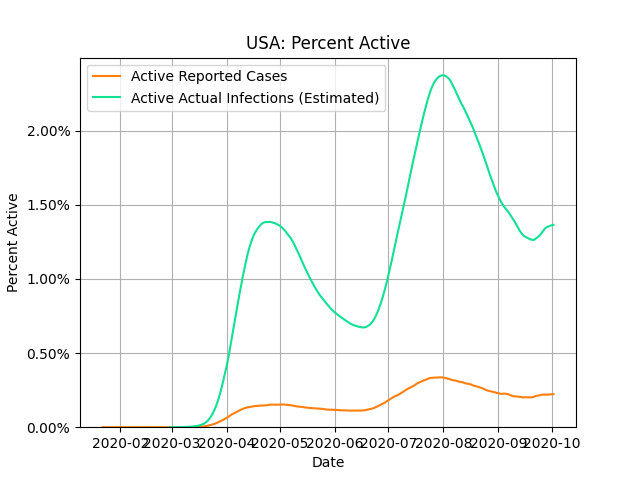 USA: Percent Active
Active Reported Cases
Active Actual Infections (Estimated)
Percent Active
2.00%
1.50%
1.00%
0.50%
0.00%
2020-02 2020-03 2020-04 2020-05 2020-06 2020-07 2020-08 2020-09 2020-10
Date